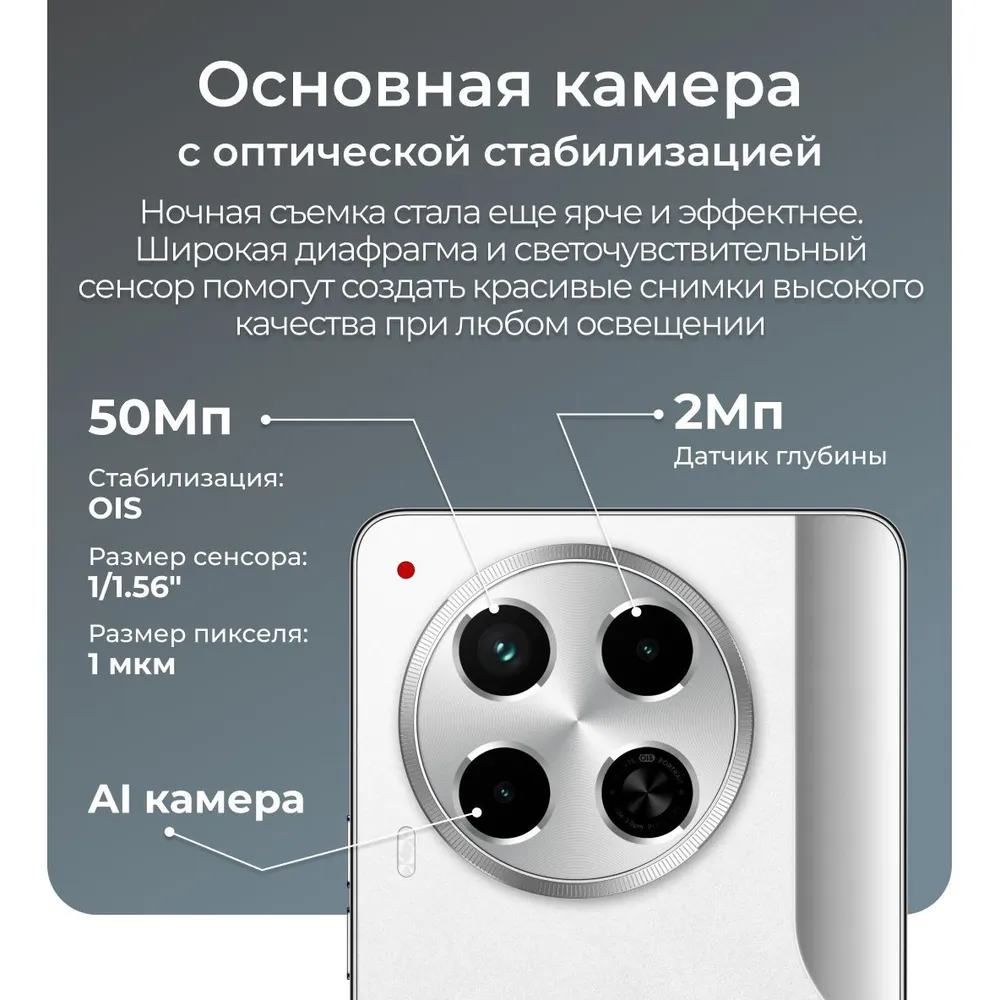 Основная камера
с оптической стабилизацией
Ночная съемка стала еще ярче и эффектнее.
Широкая диафрагма и светочувствительный
сенсор помогут создать красивые снимки высокого
качества при любом освещении
50Мп
Стабилизация:
OIS
Размер сенсора:
1/1.56"
Размер пикселя:
1 мкм
2Мп
Датчик глубины
AI камера
OIS PORTRAIT